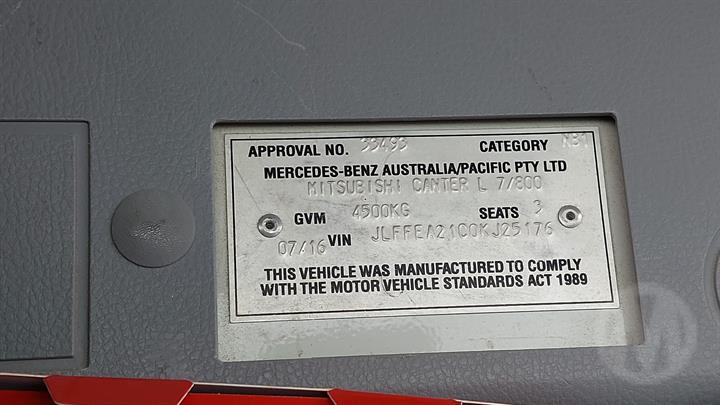 APPROVAL NO. 33493 CATEGORY NB1
MERCEDES-BENZ AUSTRALIA/PACIFIC PTY LTD
MITSUBISHI CANTER L 7/800
GVM 4500KG SEATS 3
07/16 VIN JLFFEA21C0KJ25176
THIS VEHICLE WAS MANUFACTURED TO COMPLY
WITH THE MOTOR VEHICLE STANDARDS ACT 1989
M